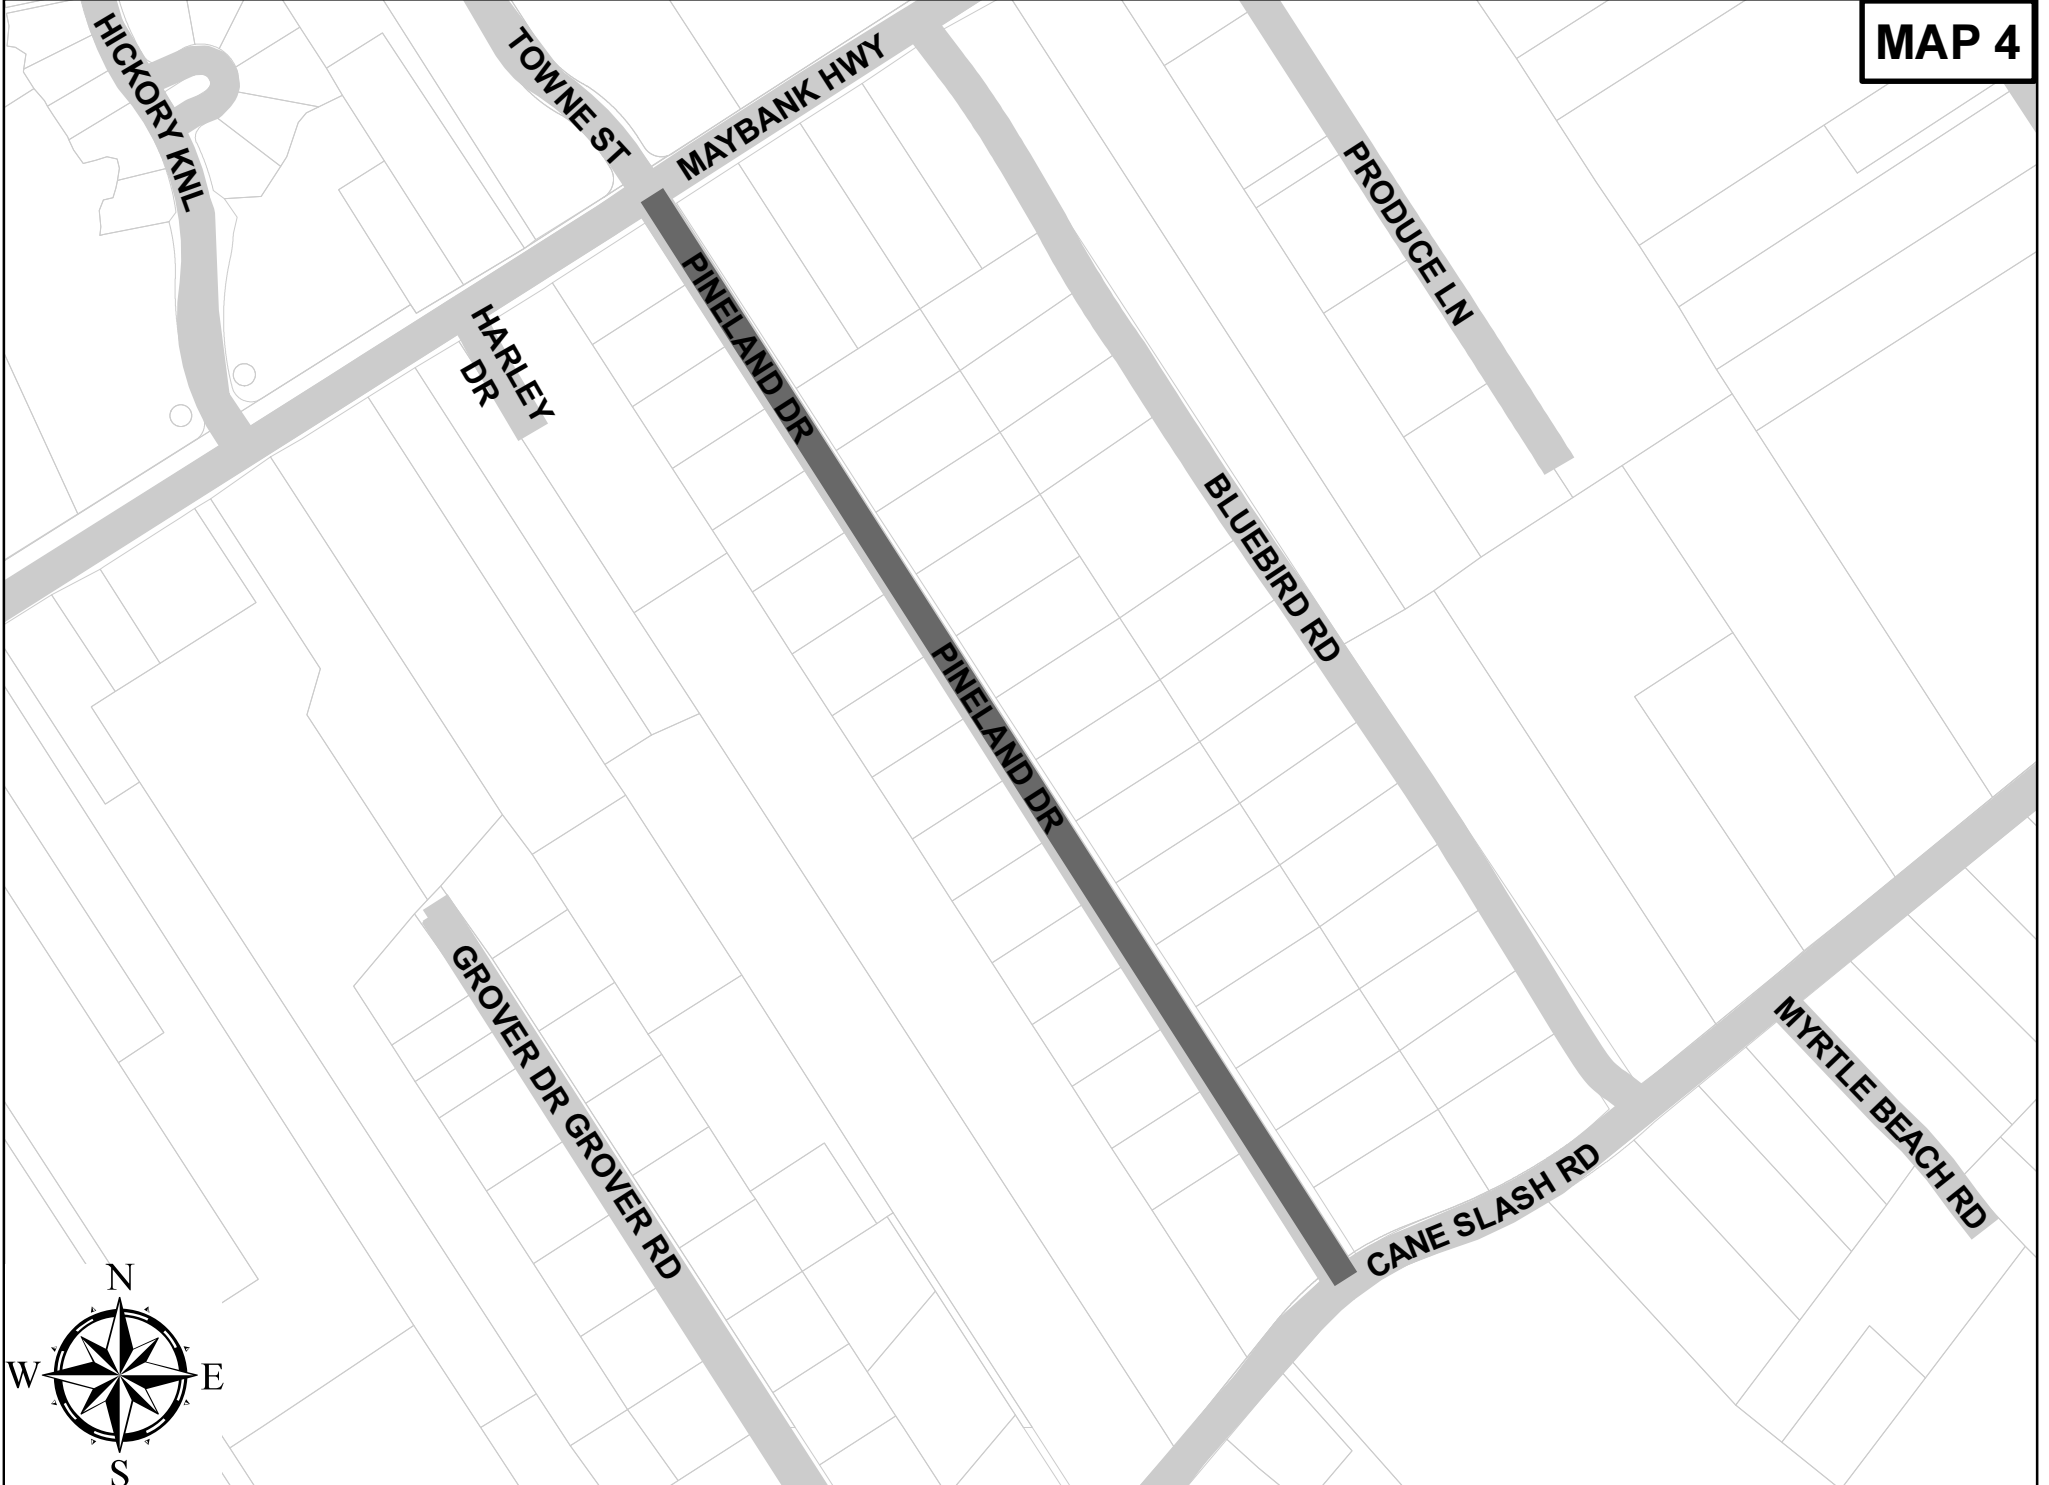 MAP 4
HICKORY KNL
TOWNE ST
MAYBANK HWY
PRODUCE LN
HARLEY
DR
PINELAND DR
BLUEBIRD RD
PINELAND DR
GROVER DR
GROVER RD
MYRTLE BEACH RD
CANE SLASH RD
N
W
E
S